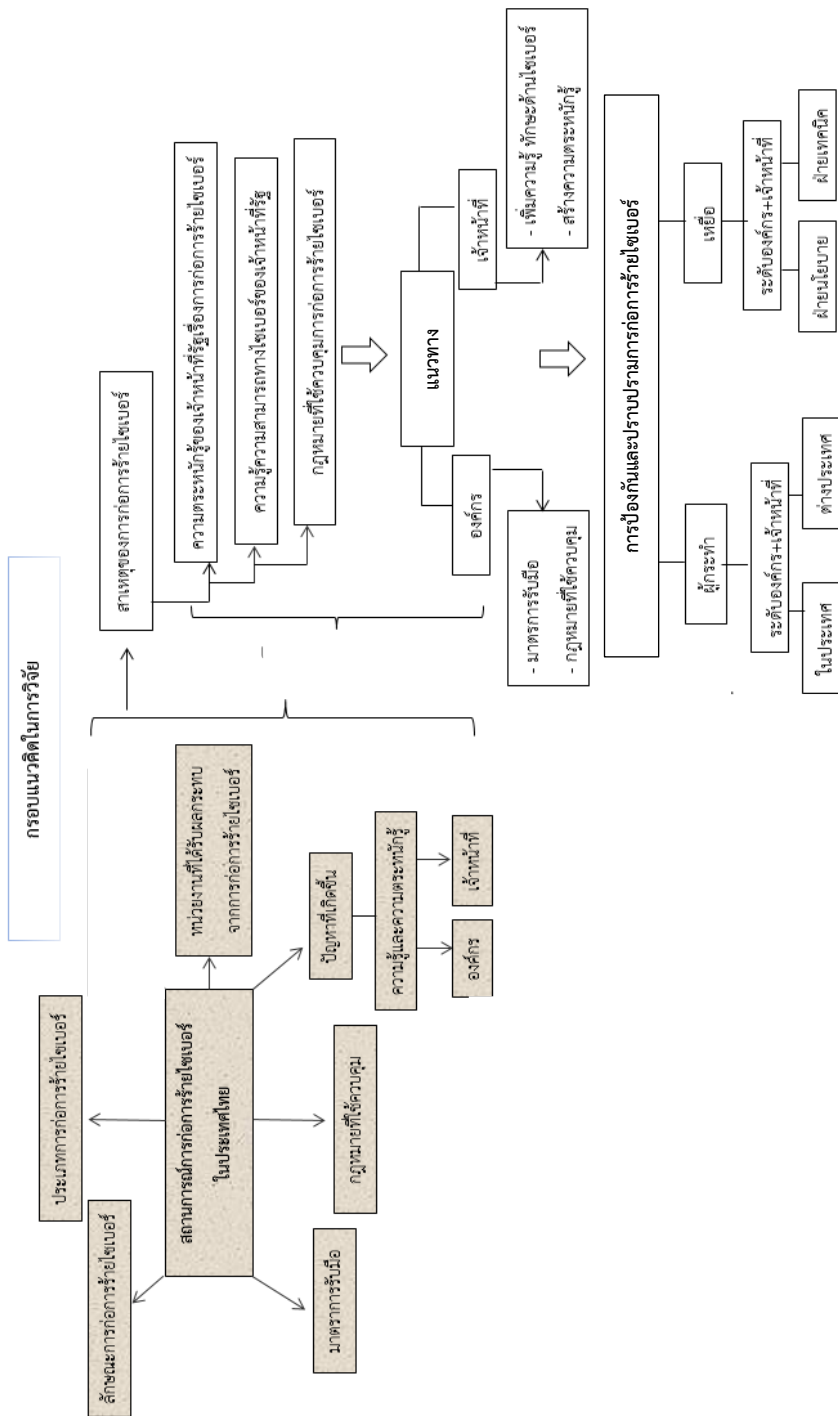 กรอบแนวคิดในการวิจัย
ประเภทการก่อการร้ายไซเบอร์
ลักษณะการก่อการร้ายไซเบอร์
สถานการณ์การก่อการร้ายไซเบอร์
ในประเทศไทย
หน่วยงานที่ได้รับผลกระทบ
จากการก่อการร้ายไซเบอร์
มาตราการรับมือ
กฎหมายที่ใช้ควบคุม
ปัญหาที่เกิดขึ้น
ความรู้และความตระหนักรู้
องค์กร
เจ้าหน้าที่
สาเหตุของการก่อการร้ายไซเบอร์
ความตระหนักรู้ของเจ้าหน้าที่รัฐเรื่องการก่อการร้ายไซเบอร์
ความรู้ความสามารถทางไซเบอร์ของเจ้าหน้าที่รัฐ
กฎหมายที่ใช้ควบคุมการก่อการร้ายไซเบอร์
แนวทาง
องค์กร
เจ้าหน้าที่
- มาตรการรับมือ
- กฎหมายที่ใช้ควบคุม
- เพิ่มความรู้ ทักษะด้านไซเบอร์
- สร้างความตระหนักรู้
การป้องกันและปราบปรามการก่อการร้ายไซเบอร์
ผู้กระทำ
เหยื่อ
ระดับองค์กร+เจ้าหน้าที่
ระดับองค์กร+เจ้าหน้าที่
ในประเทศ
ต่างประเทศ
ฝ่ายนโยบาย
ฝ่ายเทคนิค